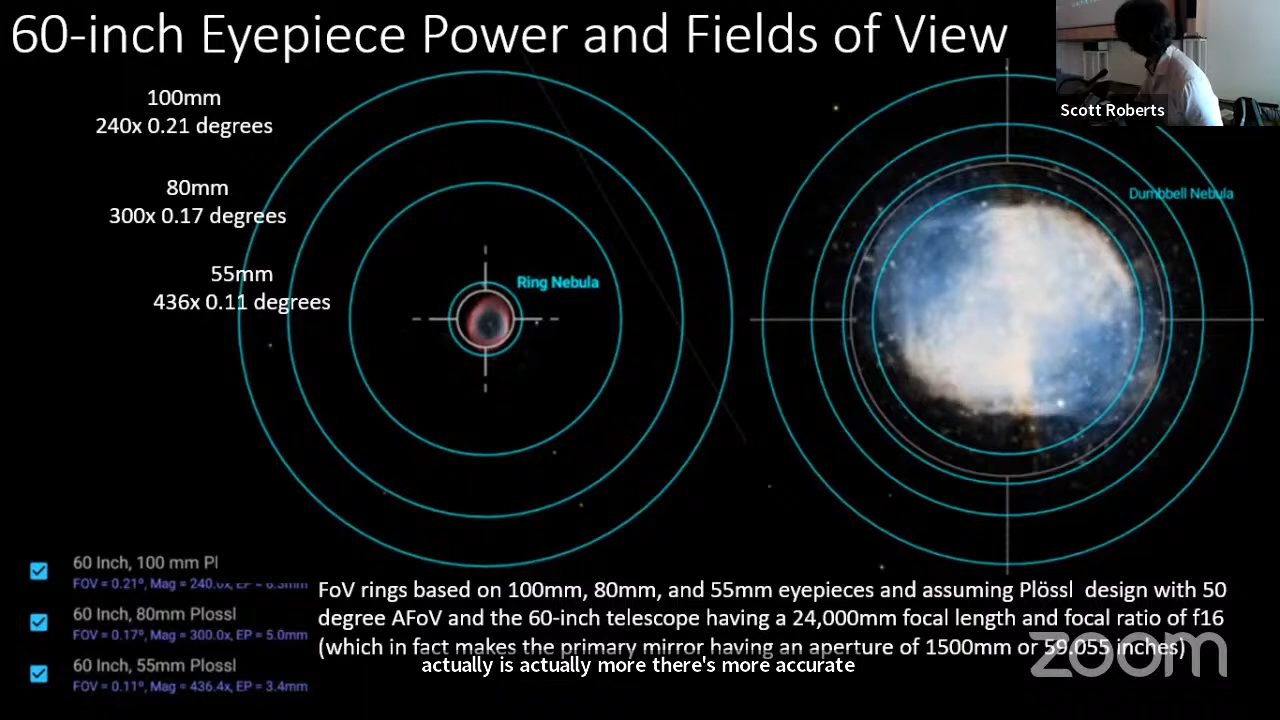 60-inch Eyepiece Power and Fields of View
Scott Roberts
100mm
240x 0.21 degrees
80mm
300x 0.17 degrees
55mm
436x 0.11 degrees
Ring Nebula
Dumbbell Nebula
60 Inch, 100 mm Pl
FOV = 0.21º, Mag = 240.0x, EP = 6.3mm
60 Inch, 80mm Plossl
FOV = 0.17º, Mag = 300.0x, EP = 5.0mm
60 Inch, 55mm Plossl
FOV = 0.11º, Mag = 436.4x, EP = 3.4mm
FoV rings based on 100mm, 80mm, and 55mm eyepieces and assuming Plössl design with 50
degree AFoV and the 60-inch telescope having a 24,000mm focal length and focal ratio of f16
(which in fact makes the primary mirror having an aperture of 1500mm or 59.055 inches)
actually is actually more there's more accurate
zoom